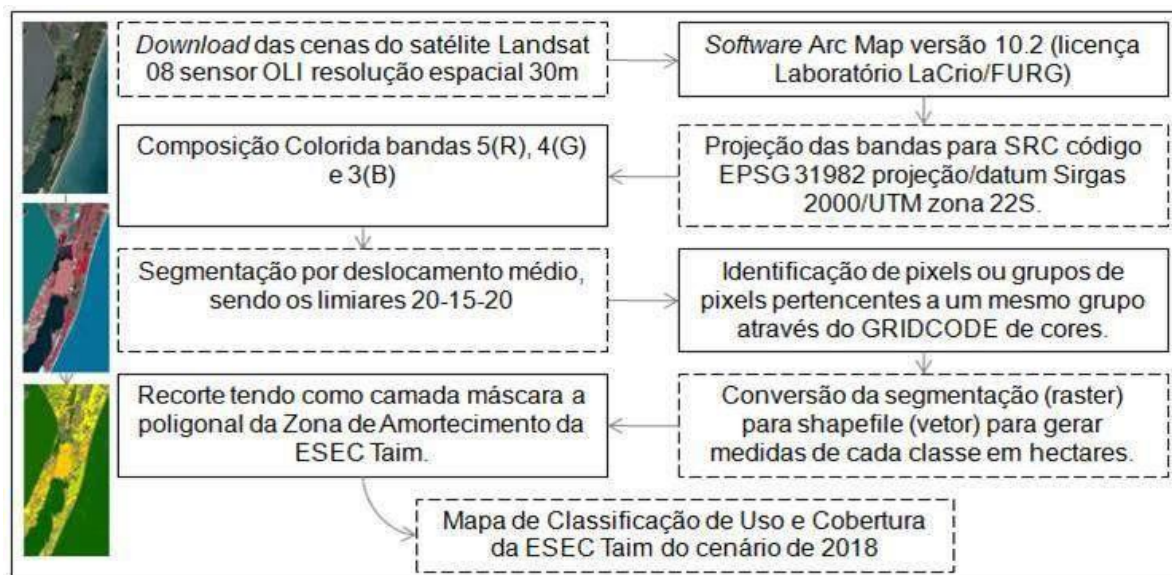 Download das cenas do satélite Landsat
08 sensor OLI resolução espacial 30m
Software Arc Map versão 10.2 (licença
Laboratório LaCrio/FURG)
Projeção das bandas para SRC código
EPSG 31982 projeção/datum Sirgas
2000/UTM zona 22S.
Composição Colorida bandas 5(R), 4(G)
e 3(B)
Segmentação por deslocamento médio,
sendo os limiares 20-15-20
Identificação de pixels ou grupos de
pixels pertencentes a um mesmo grupo
através do GRIDCODE de cores.
Conversão da segmentação (raster)
para shapefile (vetor) para gerar
medidas de cada classe em hectares.
Recorte tendo como camada máscara a
poligonal da Zona de Amortecimento da
ESEC Taim.
Mapa de Classificação de Uso e Cobertura
da ESEC Taim do cenário de 2018